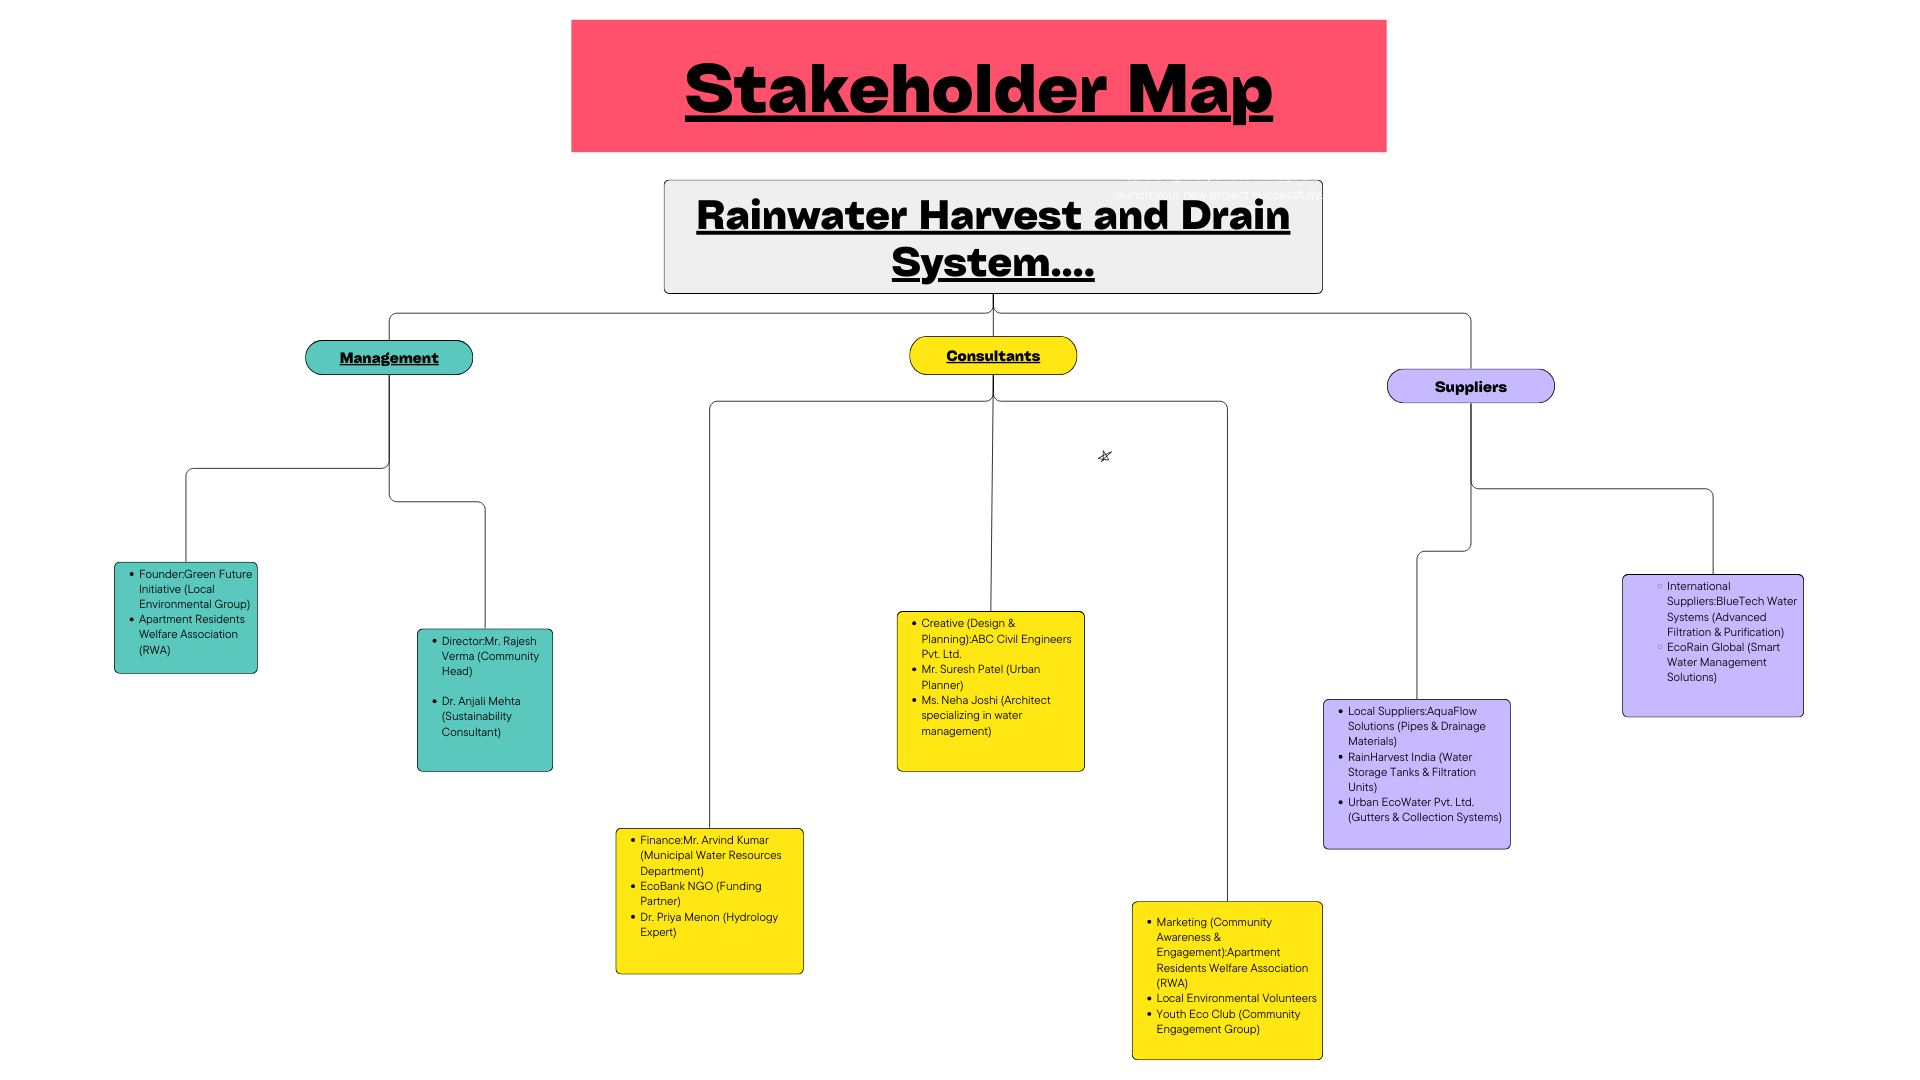 Stakeholder Map
launch your new project successfully.
Rainwater Harvest and Drain
System....
Management
Consultants
Suppliers
Founder:Green Future
Initiative (Local
Environmental Group)
Apartment Residents
Welfare Association
(RWA)
Director:Mr. Rajesh
Verma (Community
Head)
Dr. Anjali Mehta
(Sustainability
Consultant)
Finance:Mr. Arvind Kumar
(Municipal Water Resources
Department)
EcoBank NGO (Funding
Partner)
Dr. Priya Menon (Hydrology
Expert)
Creative (Design &
Planning):ABC Civil Engineers
Pvt. Ltd.
Mr. Suresh Patel (Urban
Planner)
Ms. Neha Joshi (Architect
specializing in water
management)
Marketing (Community
Awareness &
Engagement):Apartment
Residents Welfare Association
(RWA)
Local Environmental Volunteers
Youth Eco Club (Community
Engagement Group)
Local Suppliers:AquaFlow
Solutions (Pipes & Drainage
Materials)
RainHarvest India (Water
Storage Tanks & Filtration
Units)
Urban EcoWater Pvt. Ltd.
(Gutters & Collection Systems)
International
Suppliers:BlueTech Water
Systems (Advanced
Filtration & Purification)
EcoRain Global (Smart
Water Management
Solutions)